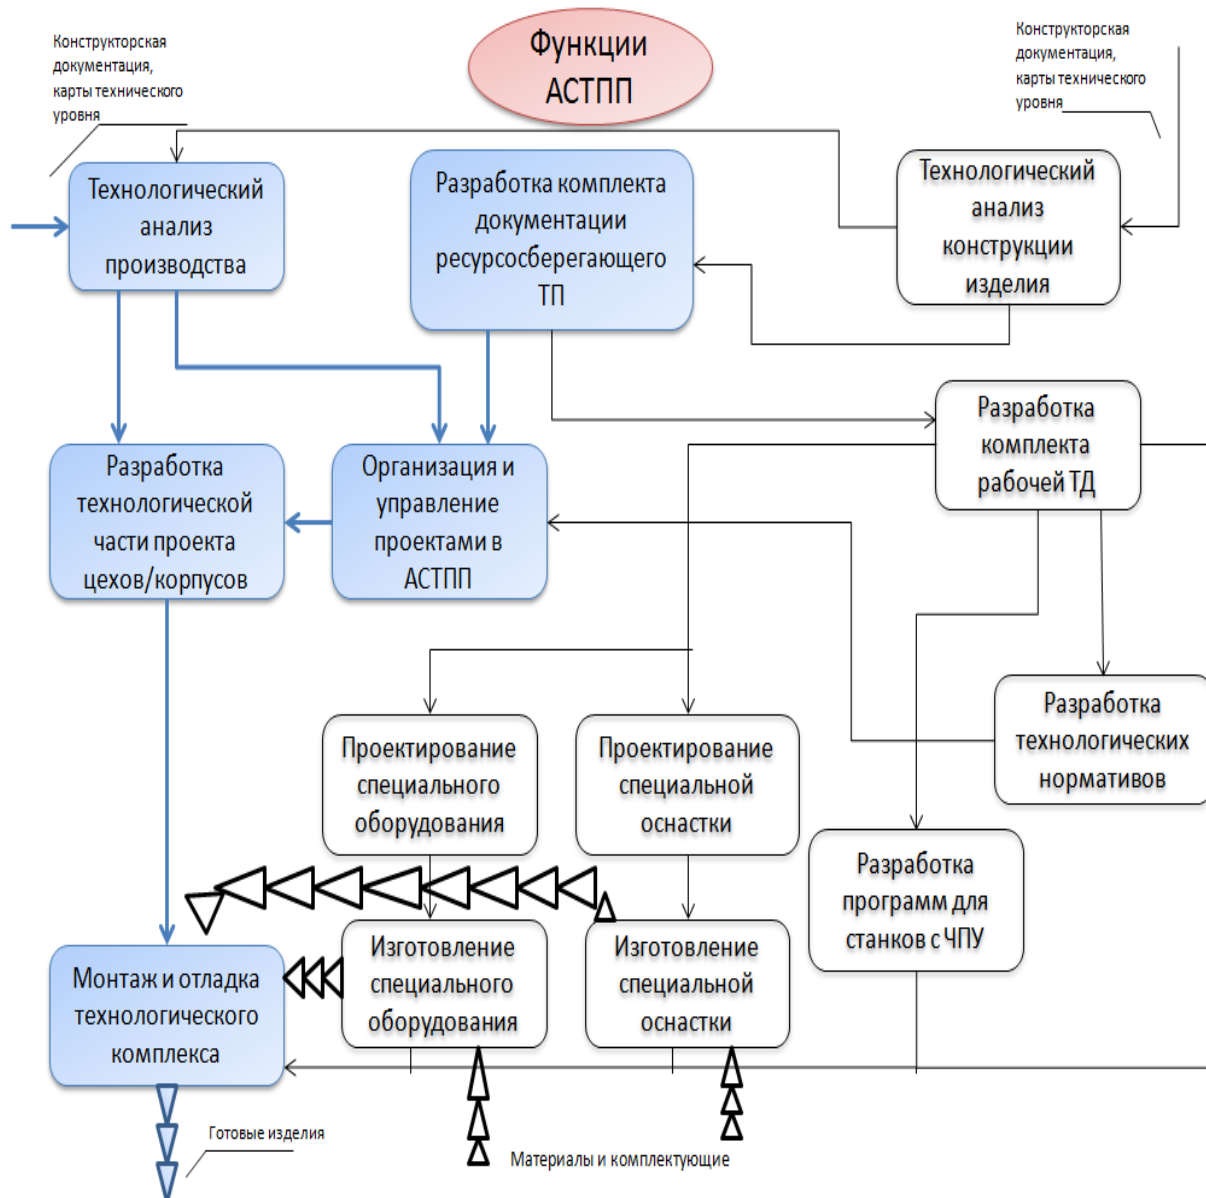 Конструкторская
документация,
карты технического
уровня
Функции
АСТПП
Конструкторская
документация,
карты технического
уровня
Технологический
анализ
производства
Разработка комплекта
документации
ресурсосберегающего
ТП
Технологический
анализ
конструкции
изделия
Разработка
комплекта
рабочей ТД
Разработка
технологической
части проекта
цехов/корпусов
Организация и
управление
проектами в
АСТПП
Разработка
технологических
нормативов
Проектирование
специального
оборудования
Проектирование
специальной
оснастки
Разработка
программ для
станков с ЧПУ
Монтаж и отладка
технологического
комплекса
Изготовление
специального
оборудования
Изготовление
специальной
оснастки
Готовые изделия
Материалы и комплектующие